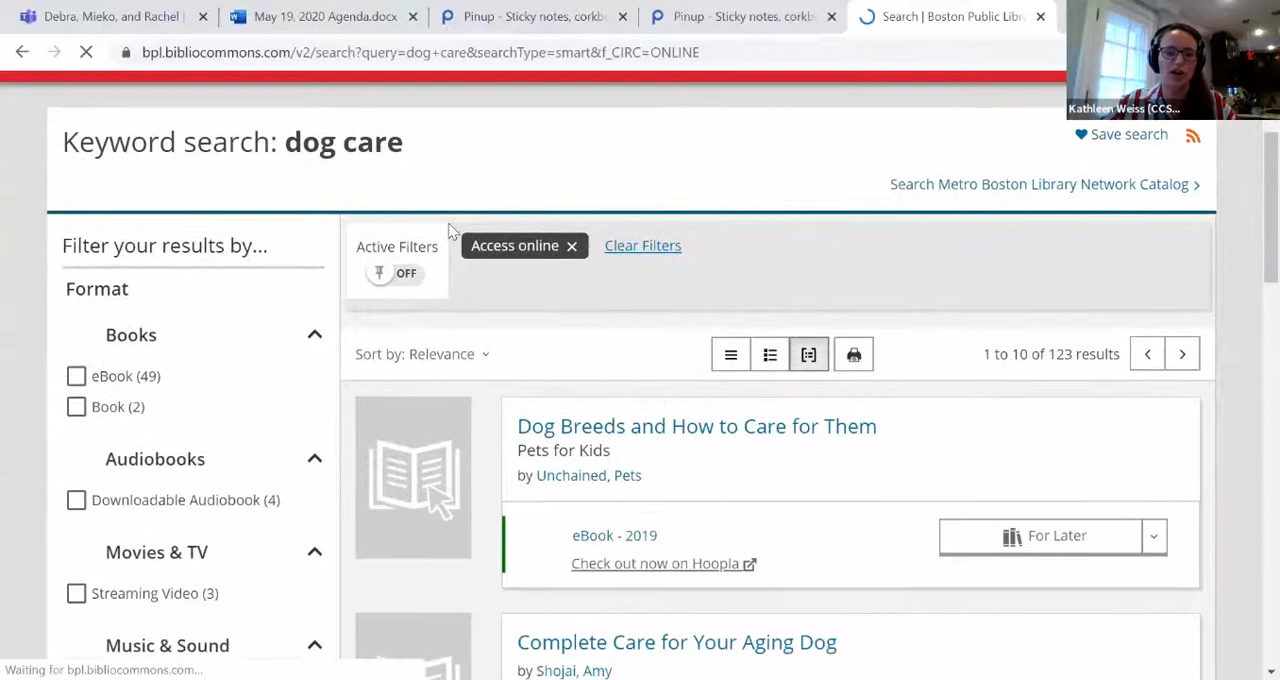 Debra, Mieko, and Rachel |
May 19, 2020 Agenda.docx
Pinup - Sticky notes, corkb
Pinup - Sticky notes, corkb
Search | Boston Public Libr
bpl.bibliocommons.com/v2/search?query=dog+care&searchType=smart&f_CIRC=ONLINE
Kathleen Weiss (CCS...
Keyword search: dog care
Save search
Search Metro Boston Library Network Catalog >
Filter your results by...
Active Filters
OFF
Access online ×
Clear Filters
Format
Books
eBook (49)
Book (2)
Audiobooks
Downloadable Audiobook (4)
Movies & TV
Streaming Video (3)
Music & Sound
Sort by: Relevance
1 to 10 of 123 results
Dog Breeds and How to Care for Them
Pets for Kids
by Unchained, Pets
eBook - 2019
Check out now on Hoopla
For Later
Complete Care for Your Aging Dog
by Shojai, Amy
Waiting for bpl.bibliocommons.com...